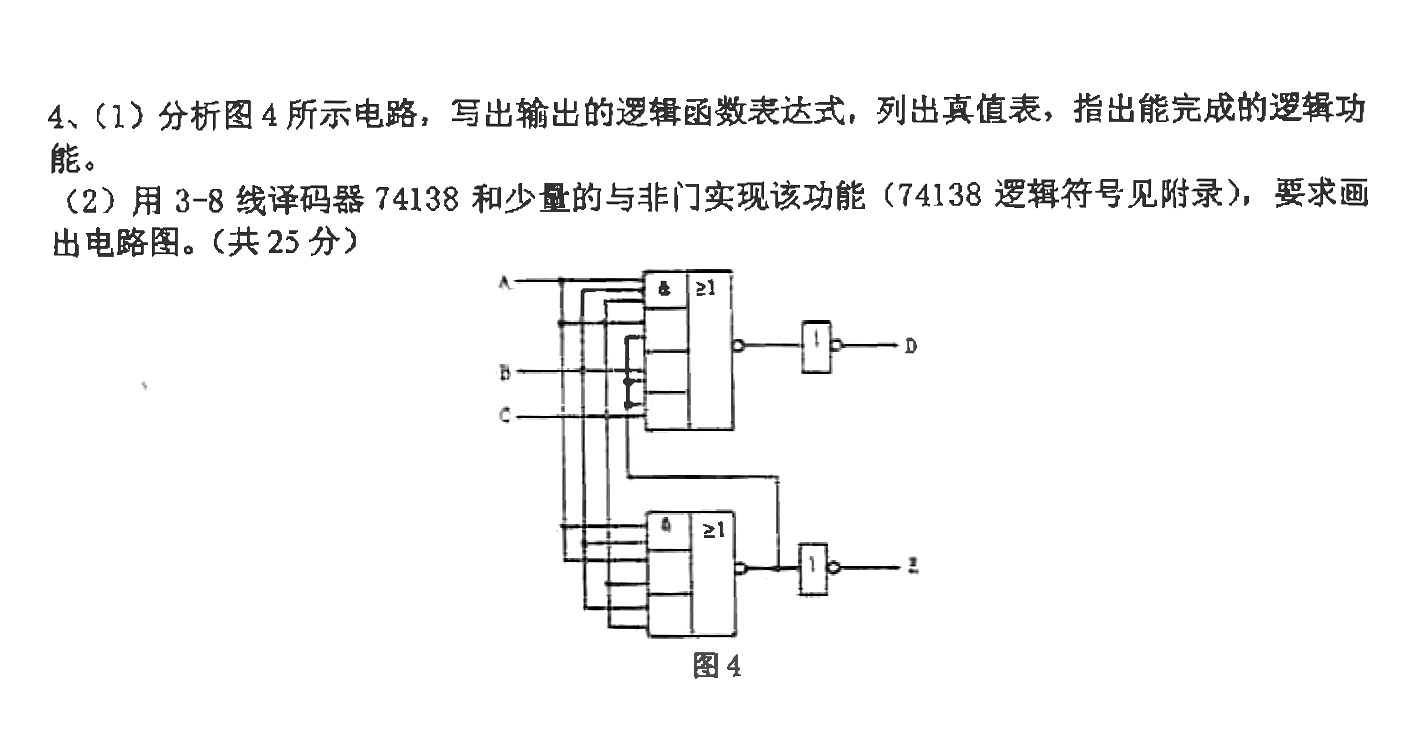 4、(1)分析图4所示电路，写出输出的逻辑函数表达式，列出真值表，指出能完成的逻辑功
能。
(2)用 3-8 线译码器 74138 和少量的与非门实现该功能（74138 逻辑符号见附录），要求画
出电路图。(共 25 分)
A
& ≥1
1
D
B
C
& ≥1
1
E
图 4